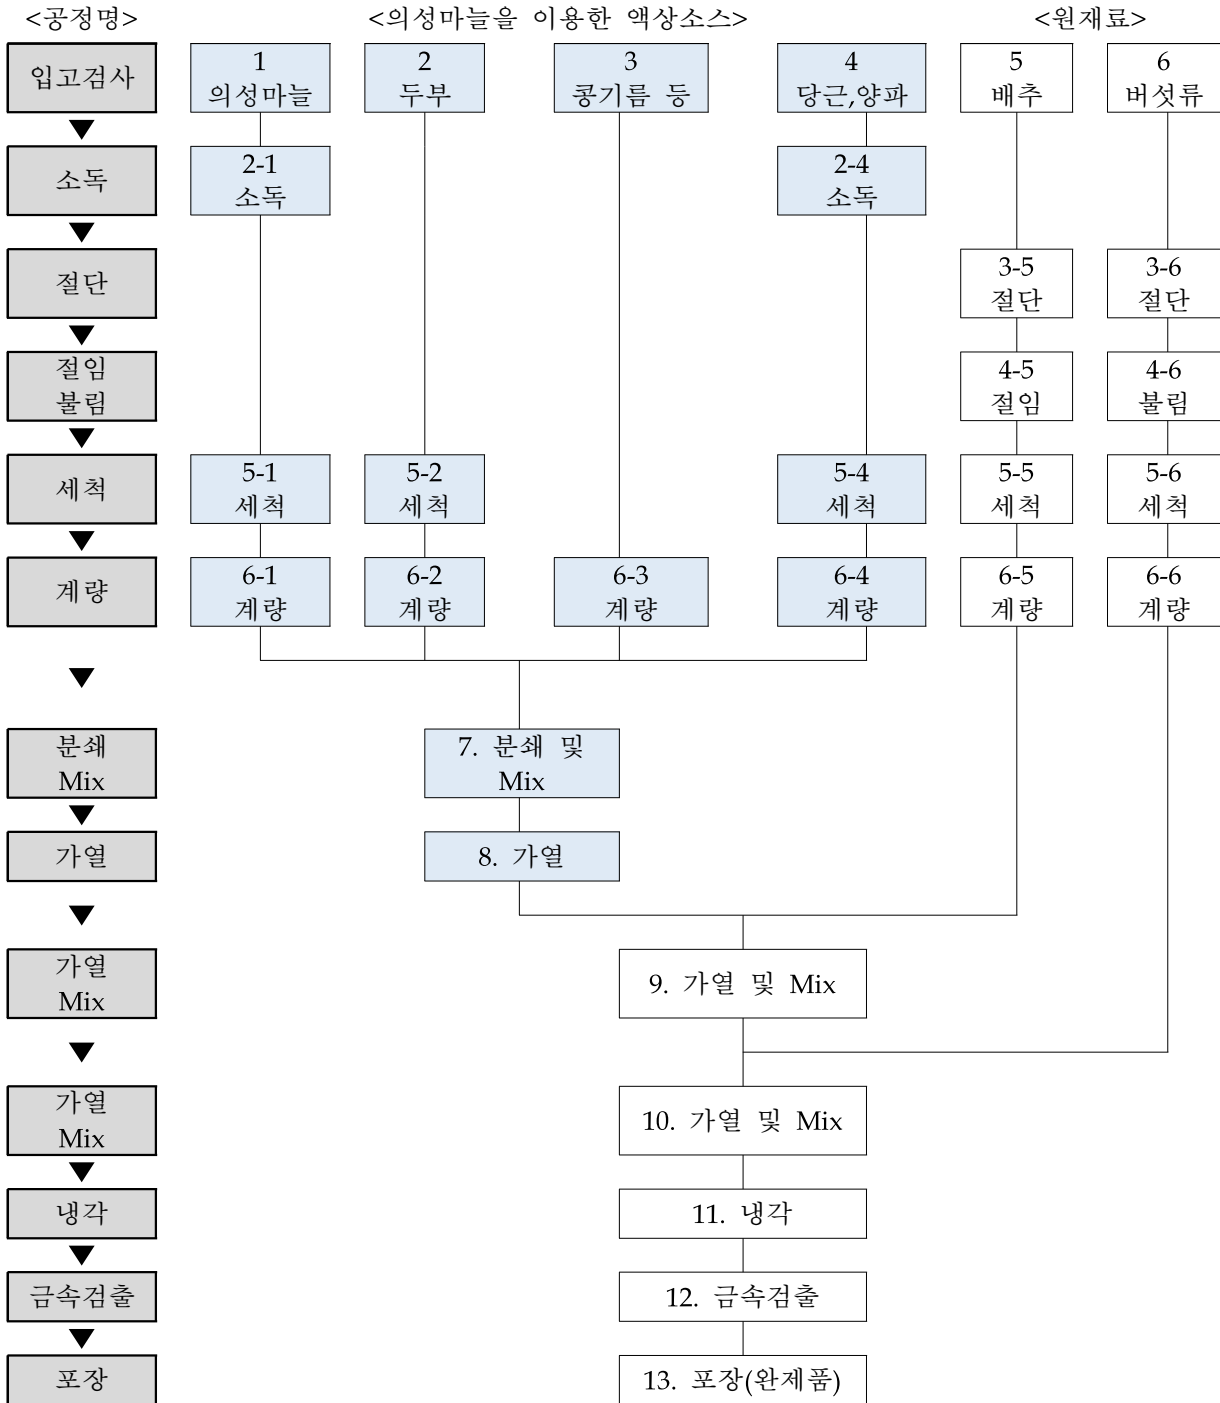 <공정명>
<의성마늘을 이용한 액상소스>
<원재료>
입고검사
1
의성마늘
2
두부
3
콩기름 등
4
당근,양파
5
배추
6
버섯류
소독
2-1
소독
2-4
소독
절단
3-5
절단
3-6
절단
절임
불림
4-5
절임
4-6
불림
세척
5-1
세척
5-2
세척
5-4
세척
5-5
세척
5-6
세척
계량
6-1
계량
6-2
계량
6-3
계량
6-4
계량
6-5
계량
6-6
계량
분쇄
Mix
7. 분쇄 및
Mix
가열
8. 가열
가열
Mix
9. 가열 및 Mix
가열
Mix
10. 가열 및 Mix
냉각
11. 냉각
금속검출
12. 금속검출
포장
13. 포장(완제품)